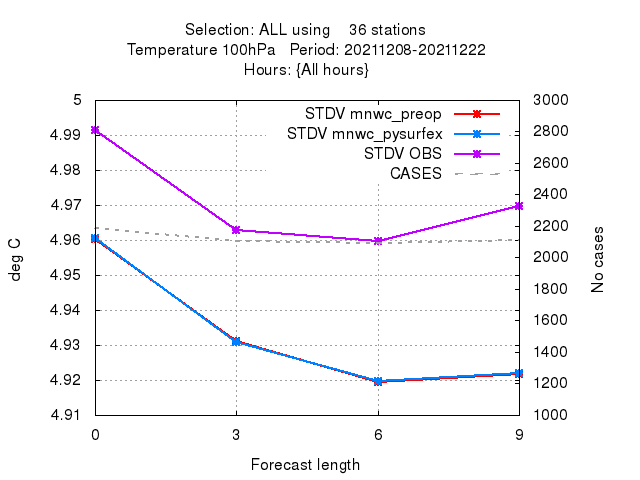 Selection: ALL using    36 stations
Temperature 100hPa   Period: 20211208-20211222
Hours: {All hours}
STDV mnwc_preop
STDV mnwc_pysurfex
STDV OBS
CASES
5
4.99
4.98
4.97
4.96
4.95
4.94
4.93
4.92
4.91
deg C
3000
2800
2600
2400
2200
2000
1800
1600
1400
1200
1000
No cases
0 3 6 9
Forecast length